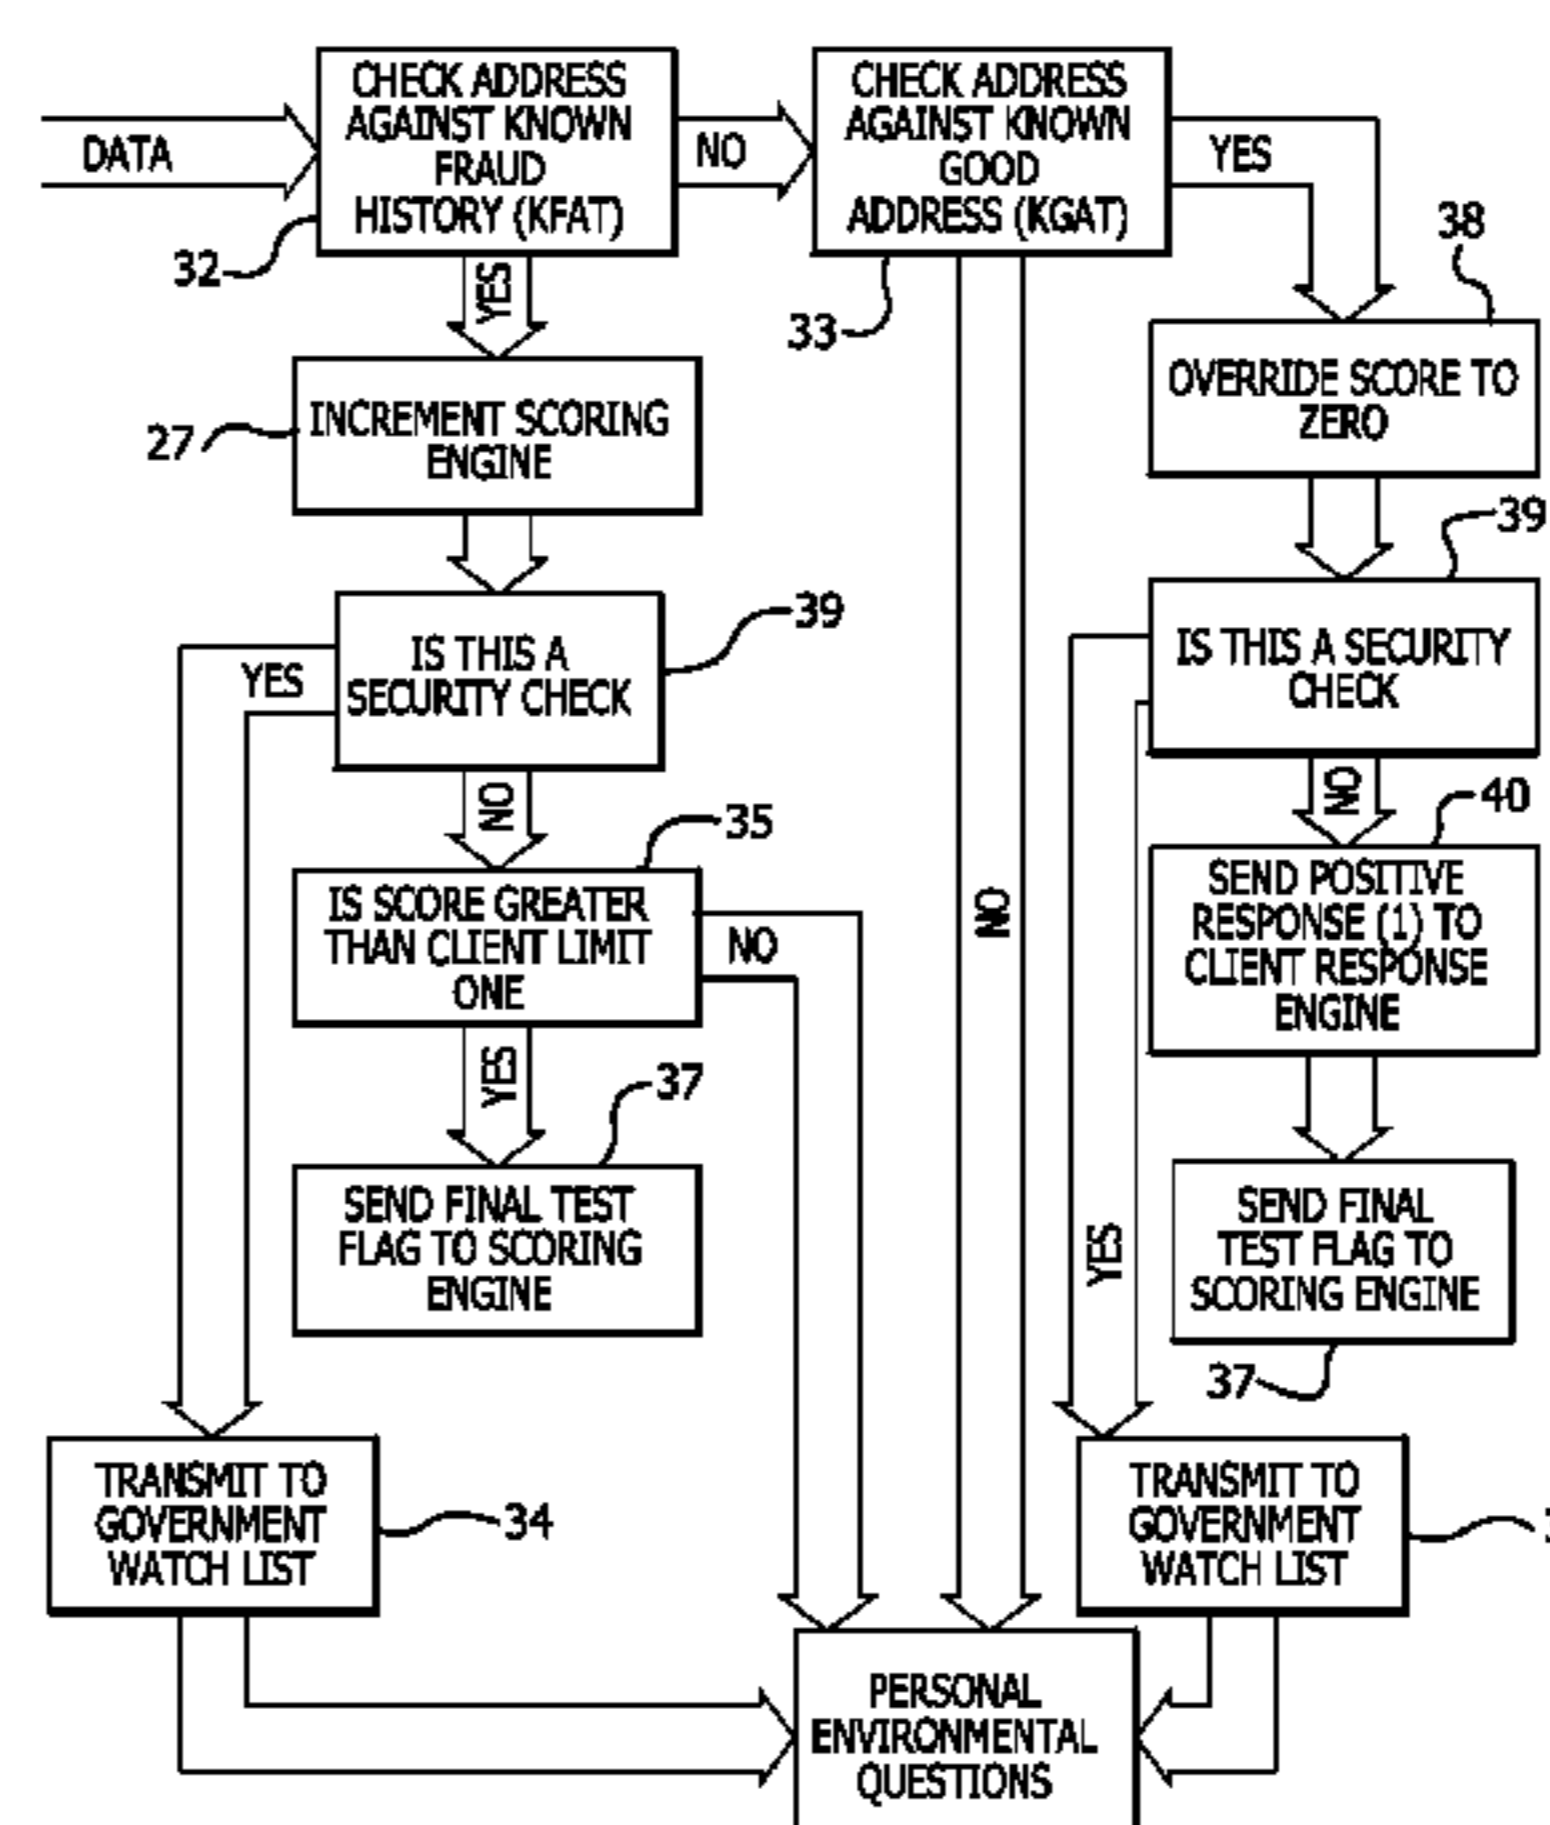 DATA
CHECK ADDRESS
AGAINST KNOWN
FRAUD
HISTORY (KFAT)
32
NO
CHECK ADDRESS
AGAINST KNOWN
GOOD
ADDRESS (KGAT)
33
YES
38
YES
INCREMENT SCORING
ENGINE
27
OVERRIDE SCORE TO
ZERO
39
IS THIS A
SECURITY CHECK
39
YES
IS THIS A SECURITY
CHECK
NO
NO
35
40
IS SCORE GREATER
THAN CLIENT LIMIT
ONE
NO
NO
SEND POSITIVE
RESPONSE (1) TO
CLIENT RESPONSE
ENGINE
YES
37
SEND FINAL TEST
FLAG TO SCORING
ENGINE
YES
SEND FINAL
TEST FLAG TO
SCORING ENGINE
37
TRANSMIT TO
GOVERNMENT
WATCH LIST
34
TRANSMIT TO
GOVERNMENT
WATCH LIST
PERSONAL
ENVIRONMENTAL
QUESTIONS